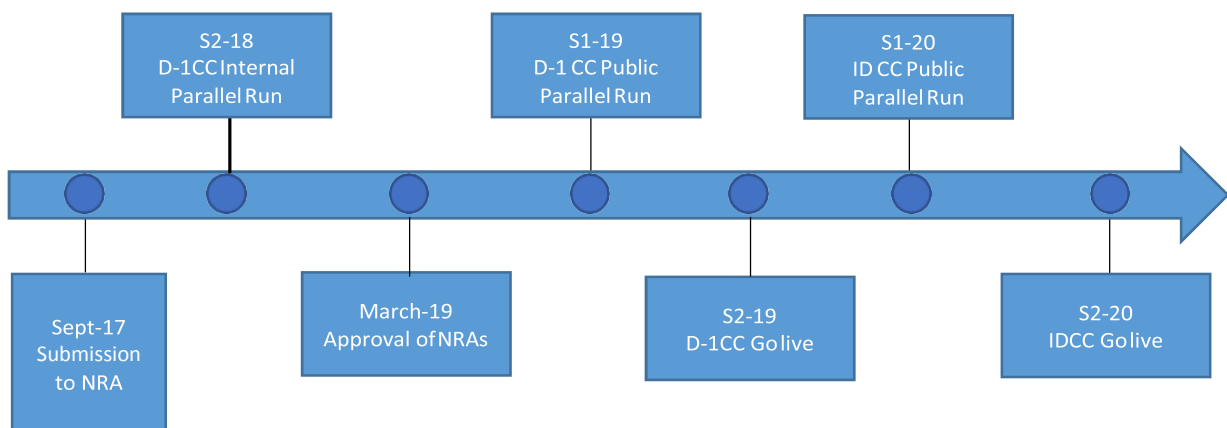 S2-18
D-1CC Internal
Parallel Run
S1-19
D-1 CC Public
Parallel Run
S1-20
ID CC Public
Parallel Run
Sept-17
Submission
to NRA
March-19
Approval of NRAs
S2-19
D-1CC Go live
S2-20
IDCC Go live